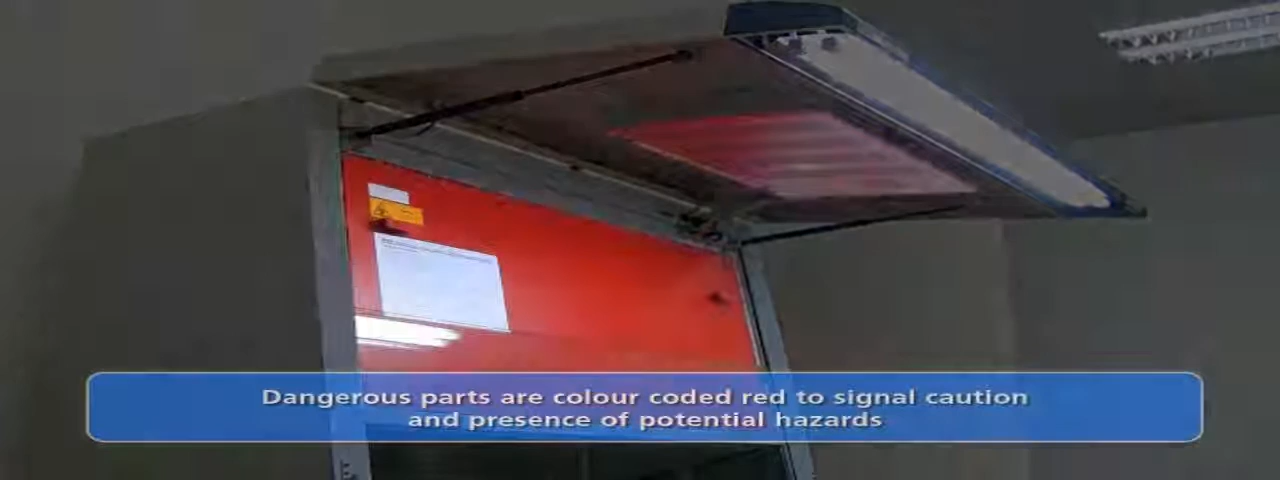 Dangerous parts are colour coded red to signal caution
and presence of potential hazards